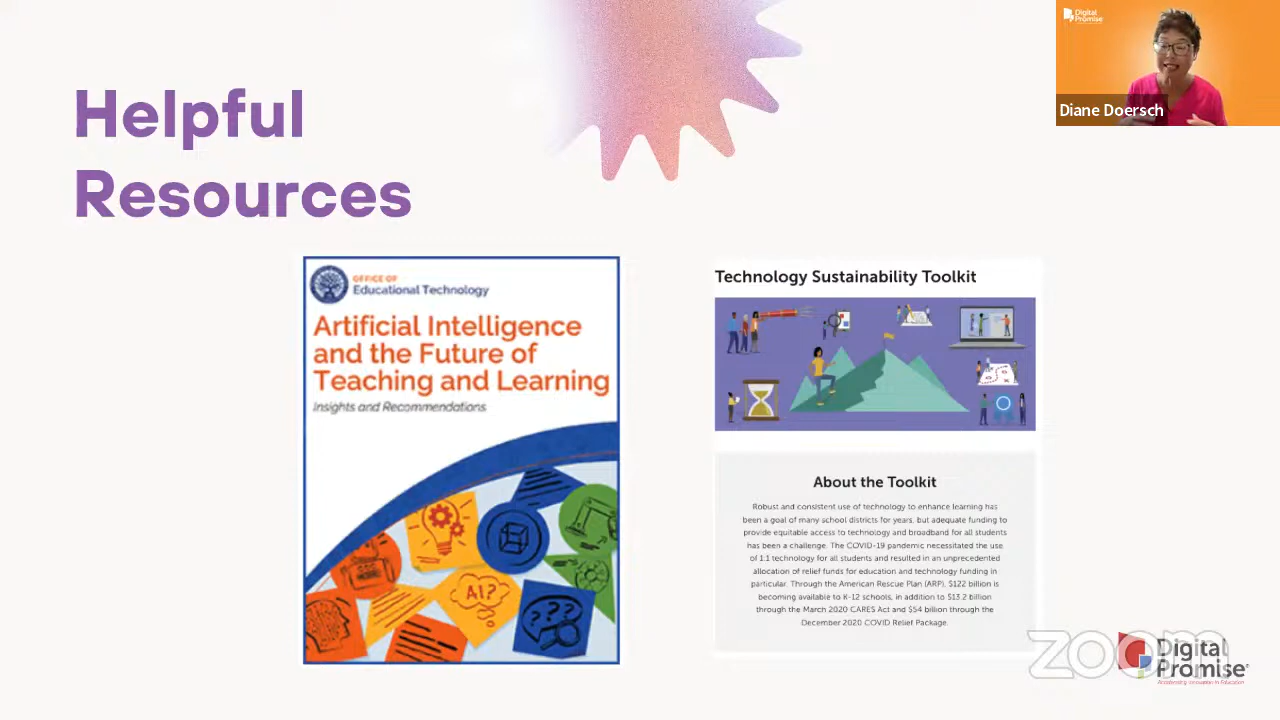 Helpful
Resources
Digital
Promise
Diane Doersch
OFFICE OF
Educational Technology
Artificial Intelligence
and the Future of
Teaching and Learning
Insights and Recommendations
AI?
???
Technology Sustainability Toolkit
About the Toolkit
Robust and consistent use of technology to enhance learning has
been a goal of many school districts for years, but adequate funding to
provide equitable access to technology and broadband for all students
has been a challenge. The COVID-19 pandemic necessitated the use
of 1:1 technology for all students and resulted in an unprecedented
allocation of relief funds for education and technology funding in
particular. Through the American Rescue Plan (ARP), $122 billion is
becoming available to K-12 schools, in addition to $13.2 billion
through the March 2020 CARES Act and $54 billion through the
December 2020 COVID Relief Package.
zoom
Digital
Promise®
Accelerating Innovation in Education